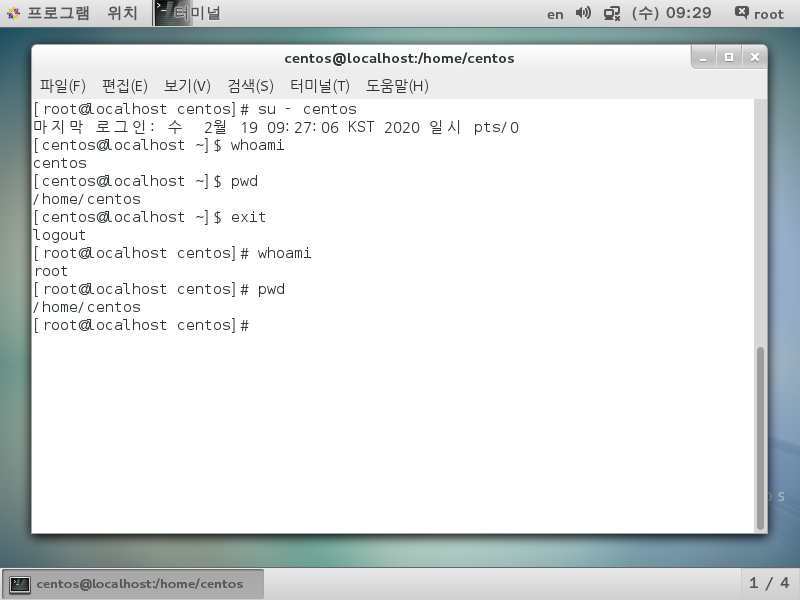 프로그램 위치 터미널 en (수) 09:29 root
centos@localhost:/home/centos
파일(F) 편집(E) 보기(V) 검색(S) 터미널(T) 도움말(H)
[root@localhost centos]# su - centos
마지막 로그인: 수  2월 19 09:27:06 KST 2020 일시 pts/0
[centos@localhost ~]$ whoami
centos
[centos@localhost ~]$ pwd
/home/centos
[centos@localhost ~]$ exit
logout
[root@localhost centos]# whoami
root
[root@localhost centos]# pwd
/home/centos
[root@localhost centos]#
centos@localhost:/home/centos 1 / 4